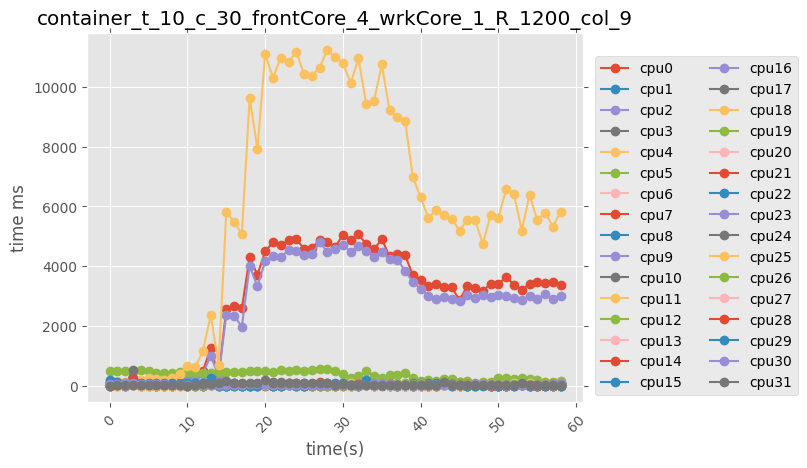 container_t_10_c_30_frontCore_4_wrkCore_1_R_1200_col_9
time ms
10000
8000
6000
4000
2000
0
0
10
20
30
40
50
60
time(s)
cpu0
cpu1
cpu2
cpu3
cpu4
cpu5
cpu6
cpu7
cpu8
cpu9
cpu10
cpu11
cpu12
cpu13
cpu14
cpu15
cpu16
cpu17
cpu18
cpu19
cpu20
cpu21
cpu22
cpu23
cpu24
cpu25
cpu26
cpu27
cpu28
cpu29
cpu30
cpu31